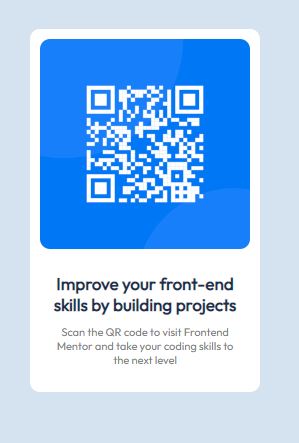 Improve your front-end
skills by building projects
Scan the QR code to visit Frontend
Mentor and take your coding skills to
the next level